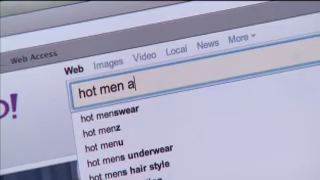 Web Access
Web Images Video Local News More
o!
hot men a
hot menswear
hot menz
hot menu
hot mens underwear
hot mens hair style